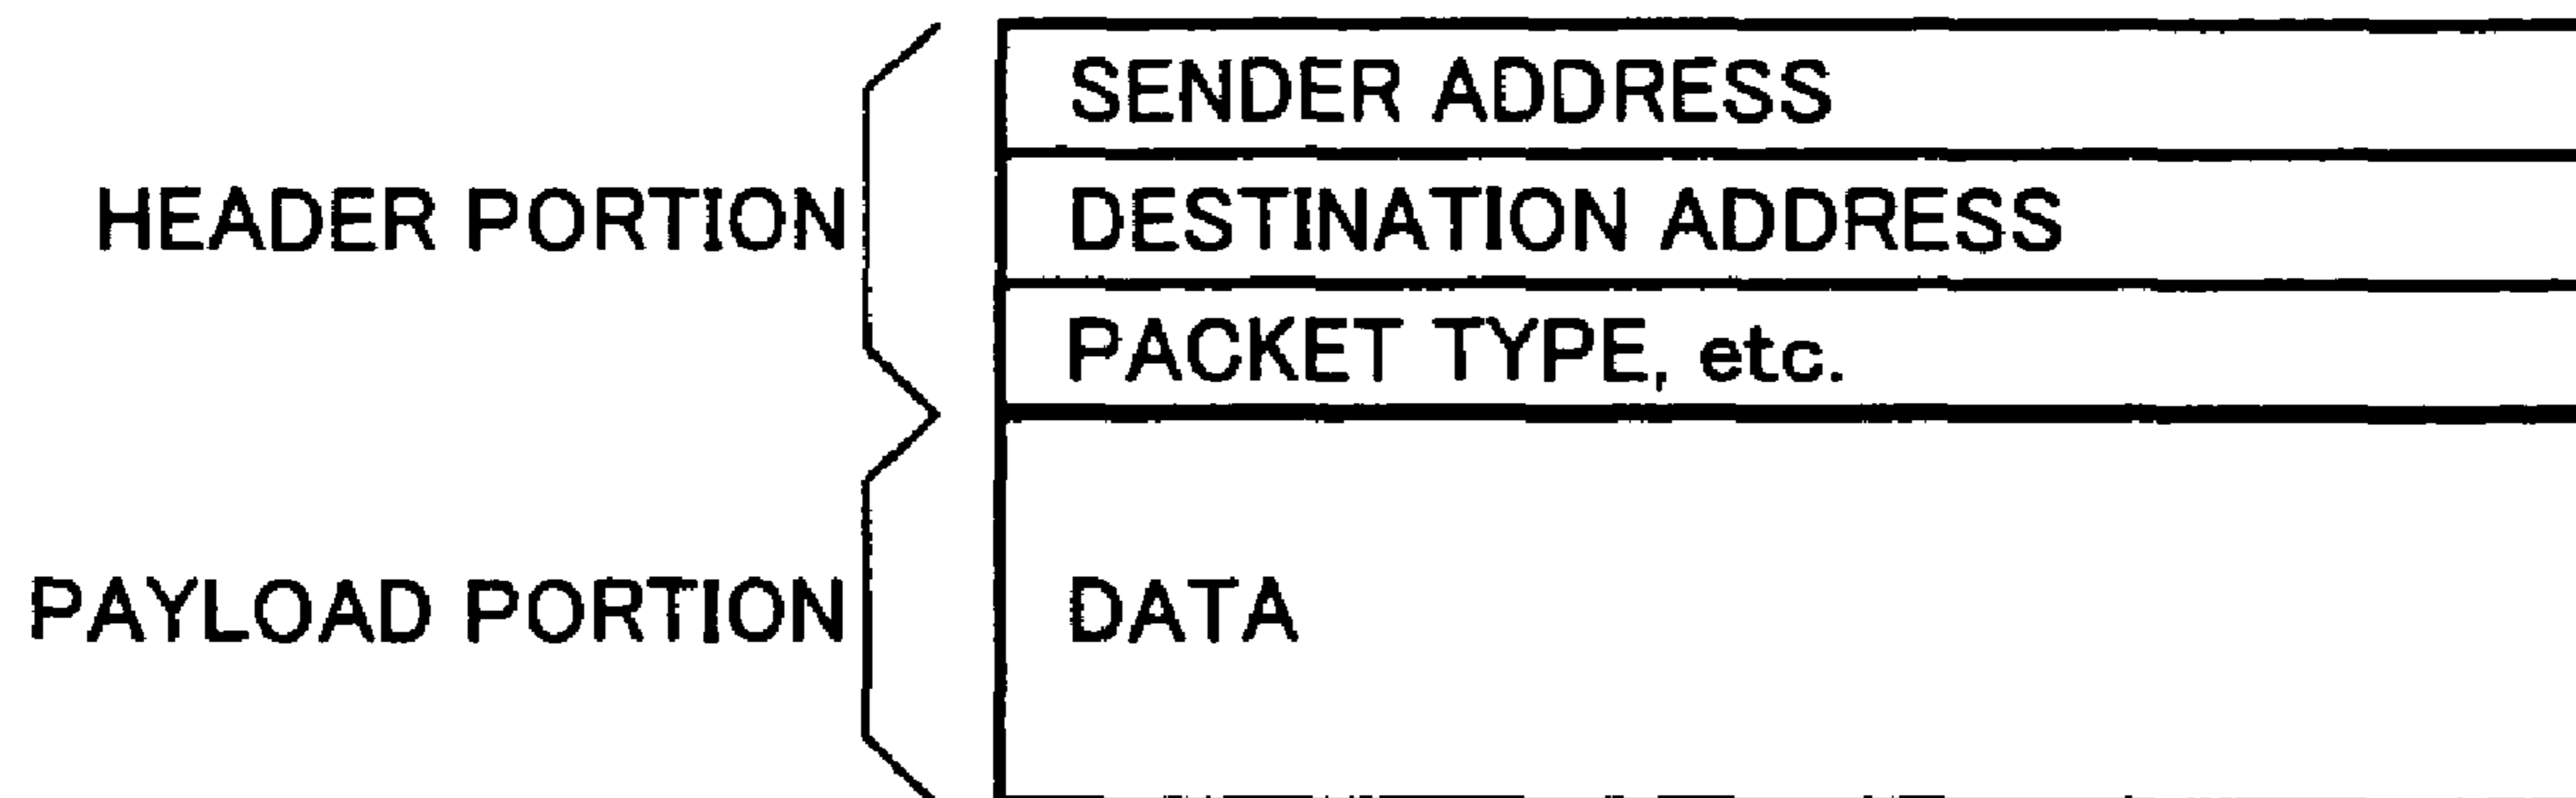 HEADER PORTION
SENDER ADDRESS
DESTINATION ADDRESS
PACKET TYPE, etc.
PAYLOAD PORTION
DATA